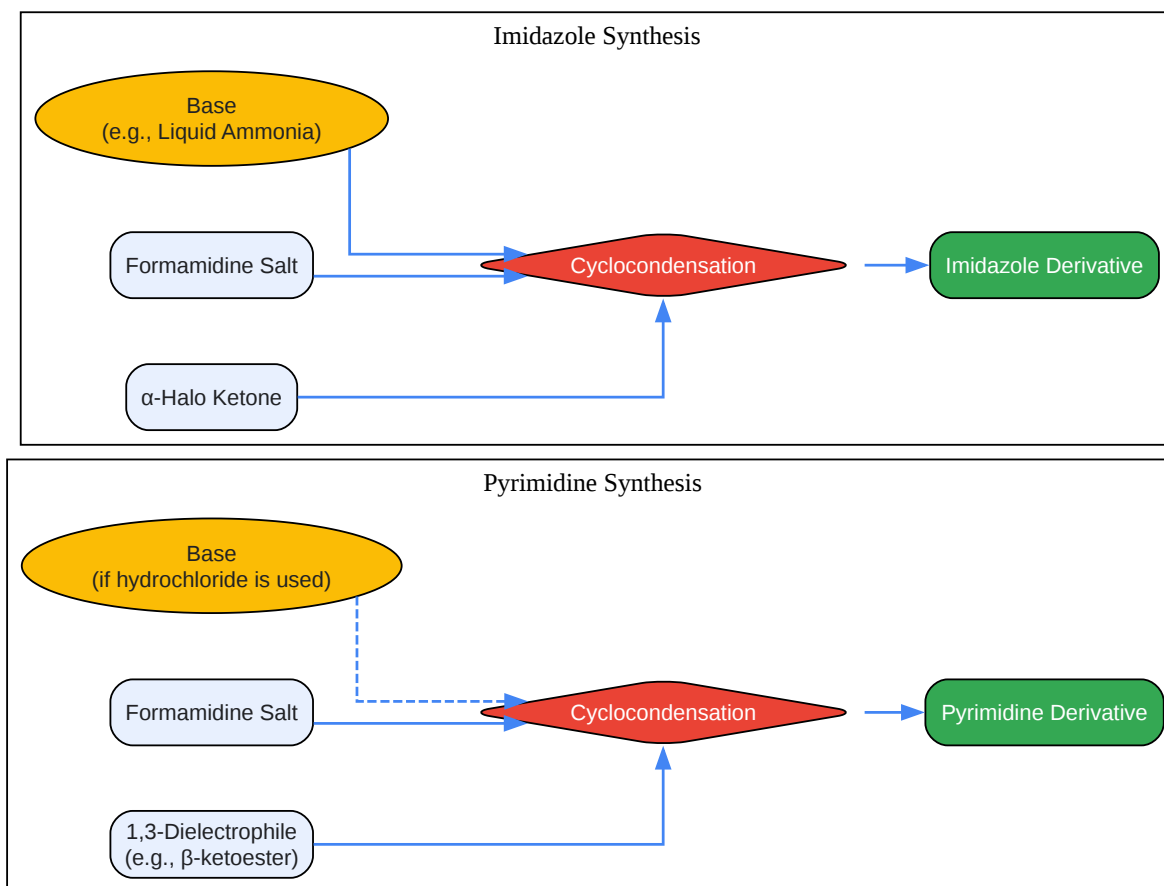 Imidazole Synthesis
Base
(e.g., Liquid Ammonia)
Formamidine Salt
Cyclocondensation
Imidazole Derivative
α-Halo Ketone
Pyrimidine Synthesis
Base
(if hydrochloride is used)
Formamidine Salt
Cyclocondensation
Pyrimidine Derivative
1,3-Dielectrophile
(e.g., β-ketoester)